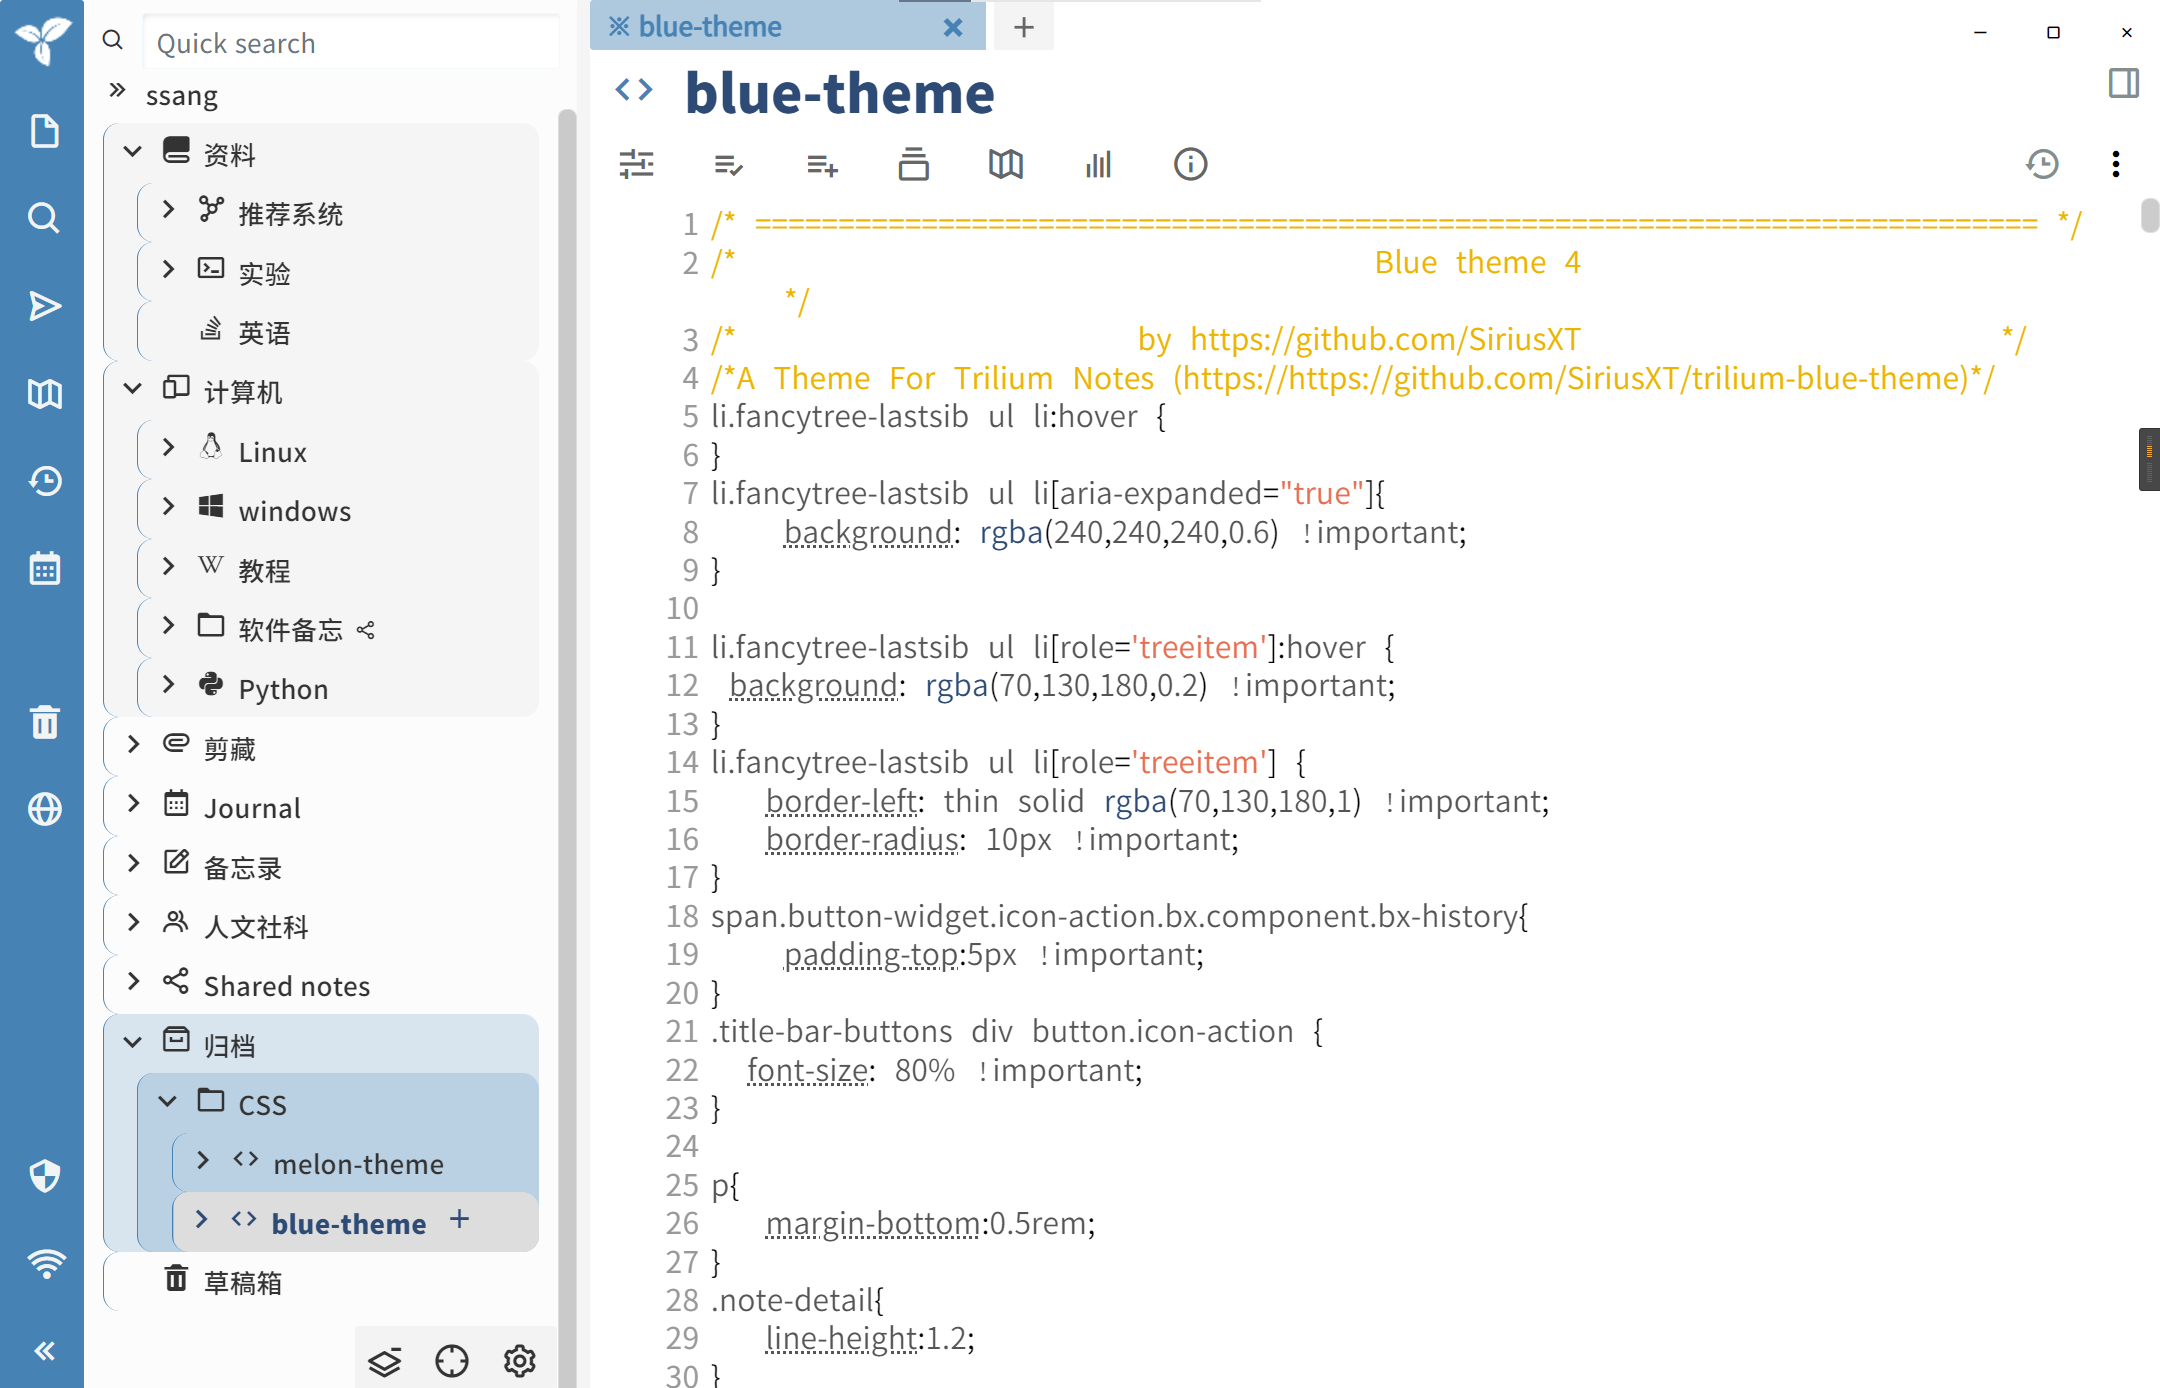 Quick search
ssang
资料
推荐系统
实验
英语
计算机
Linux
windows
教程
软件备忘
Python
剪藏
Journal
备忘录
人文社科
Shared notes
归档
CSS
melon-theme
blue-theme +
草稿箱
※ blue-theme
blue-theme
1 /* ====================================================================== */
2 /* Blue theme 4
*/
3 /* by https://github.com/SiriusXT */
4 /*A Theme For Trilium Notes (https://https://github.com/SiriusXT/trilium-blue-theme)*/
5 li.fancytree-lastsib ul li:hover {
6 }
7 li.fancytree-lastsib ul li[aria-expanded="true"]{
8 background: rgba(240,240,240,0.6) !important;
9 }
10
11 li.fancytree-lastsib ul li[role='treeitem']:hover {
12 background: rgba(70,130,180,0.2) !important;
13 }
14 li.fancytree-lastsib ul li[role='treeitem'] {
15 border-left: thin solid rgba(70,130,180,1) !important;
16 border-radius: 10px !important;
17 }
18 span.button-widget.icon-action.bx.component.bx-history{
19 padding-top:5px !important;
20 }
21 .title-bar-buttons div button.icon-action {
22 font-size: 80% !important;
23 }
24
25 p{
26 margin-bottom:0.5rem;
27 }
28 .note-detail{
29 line-height:1.2;
30 }